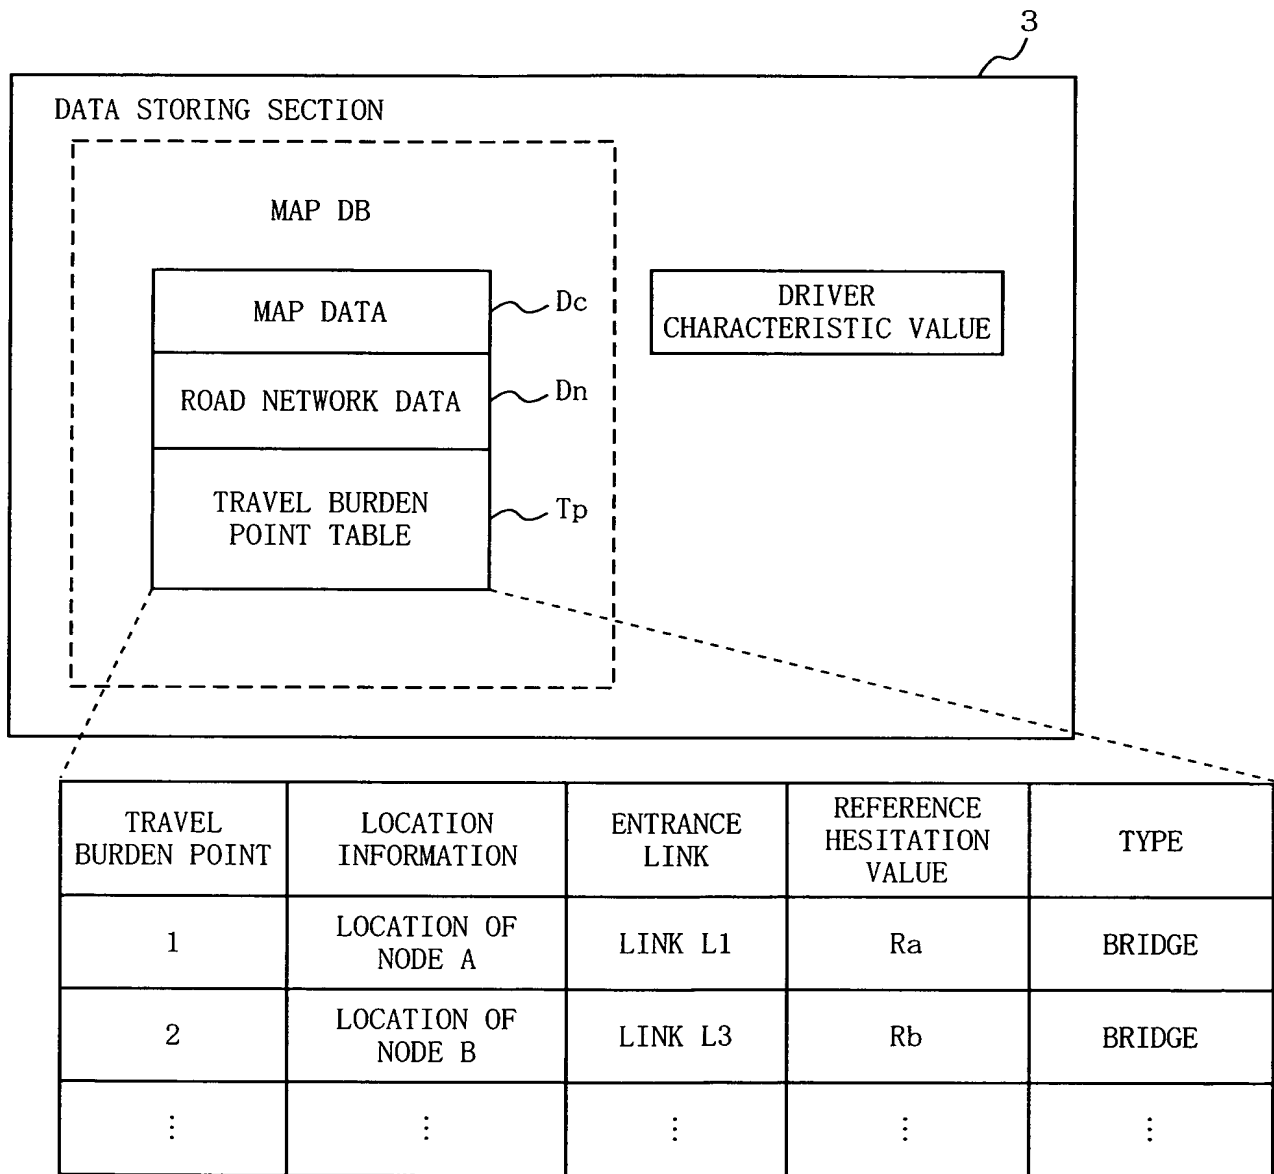 3
DATA STORING SECTION
MAP DB
MAP DATA
Dc
ROAD NETWORK DATA
Dn
TRAVEL BURDEN
POINT TABLE
Tp
DRIVER
CHARACTERISTIC VALUE
TRAVEL
BURDEN POINT
LOCATION
INFORMATION
ENTRANCE
LINK
REFERENCE
HESITATION
VALUE
TYPE
1
LOCATION OF
NODE A
LINK L1
Ra
BRIDGE
2
LOCATION OF
NODE B
LINK L3
Rb
BRIDGE
⋮
⋮
⋮
⋮
⋮